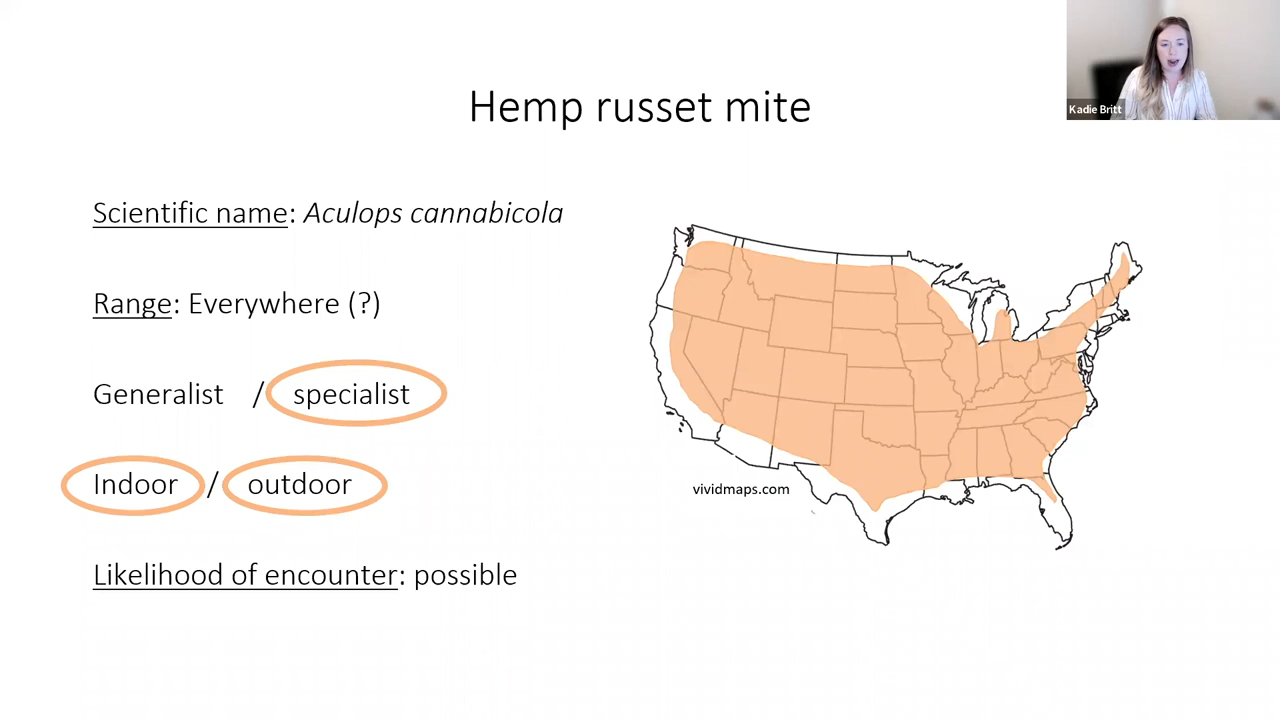 Hemp russet mite
Kadie Britt
Scientific name: Aculops cannabicola
Range: Everywhere (?)
Generalist / specialist
Indoor / outdoor
Likelihood of encounter: possible
vividmaps.com